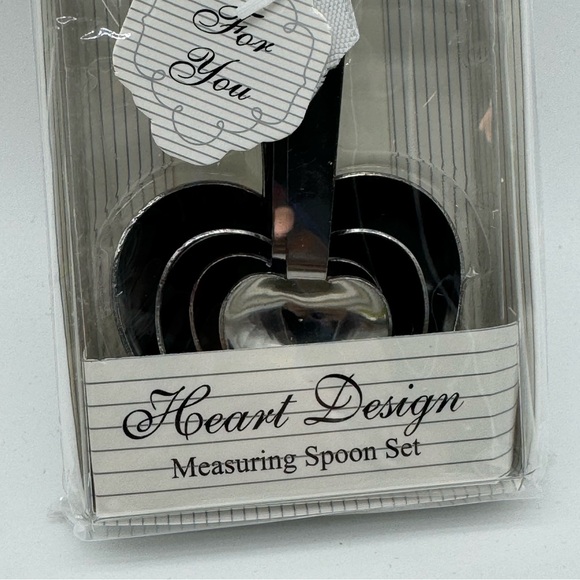 For
You
Heart Design
Measuring Spoon Set